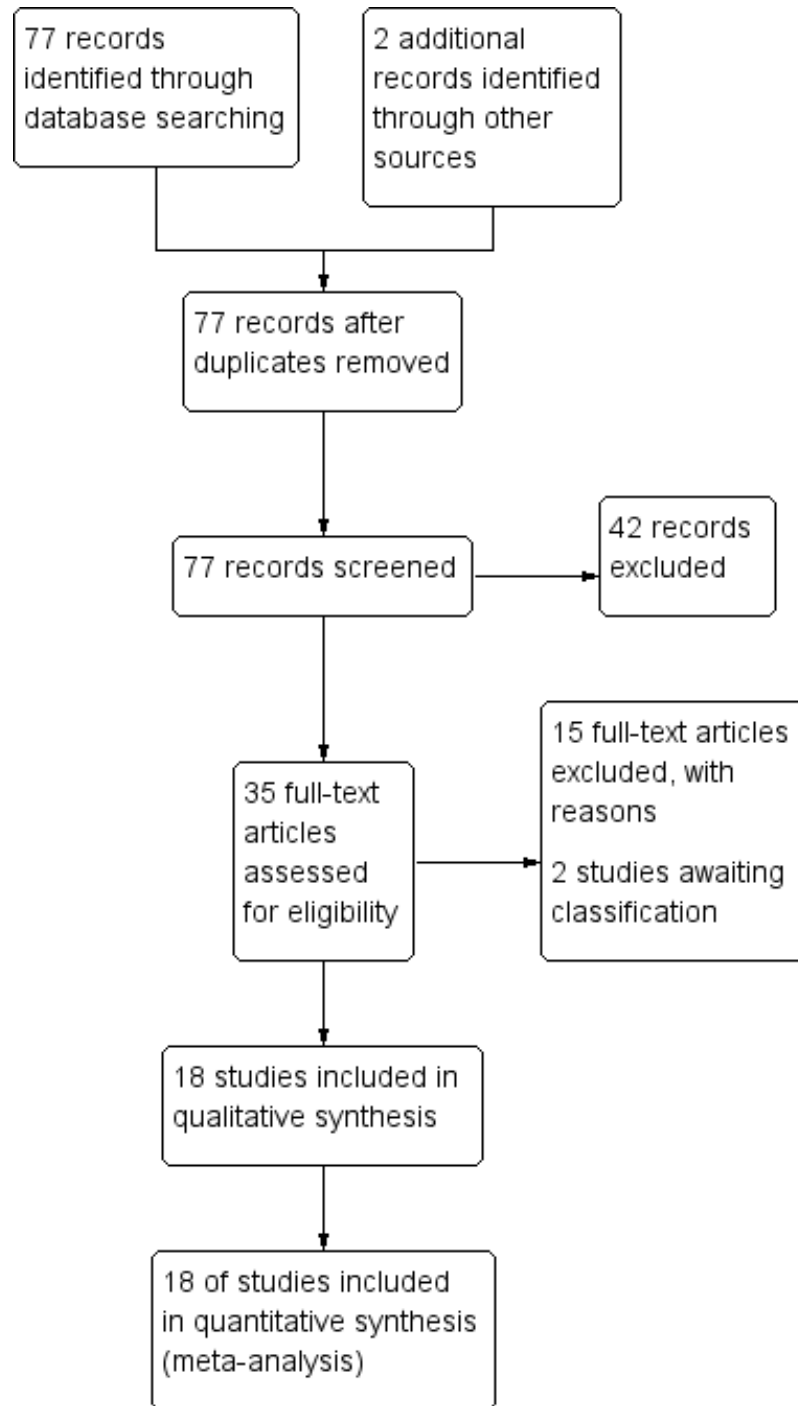 77 records
identified through
database searching
2 additional
records identified
through other
sources
77 records after
duplicates removed
77 records screened
42 records
excluded
35 full-text
articles
assessed
for eligibility
15 full-text articles
excluded, with
reasons
2 studies awaiting
classification
18 studies included in
qualitative synthesis
18 of studies included
in quantitative synthesis
(meta-analysis)